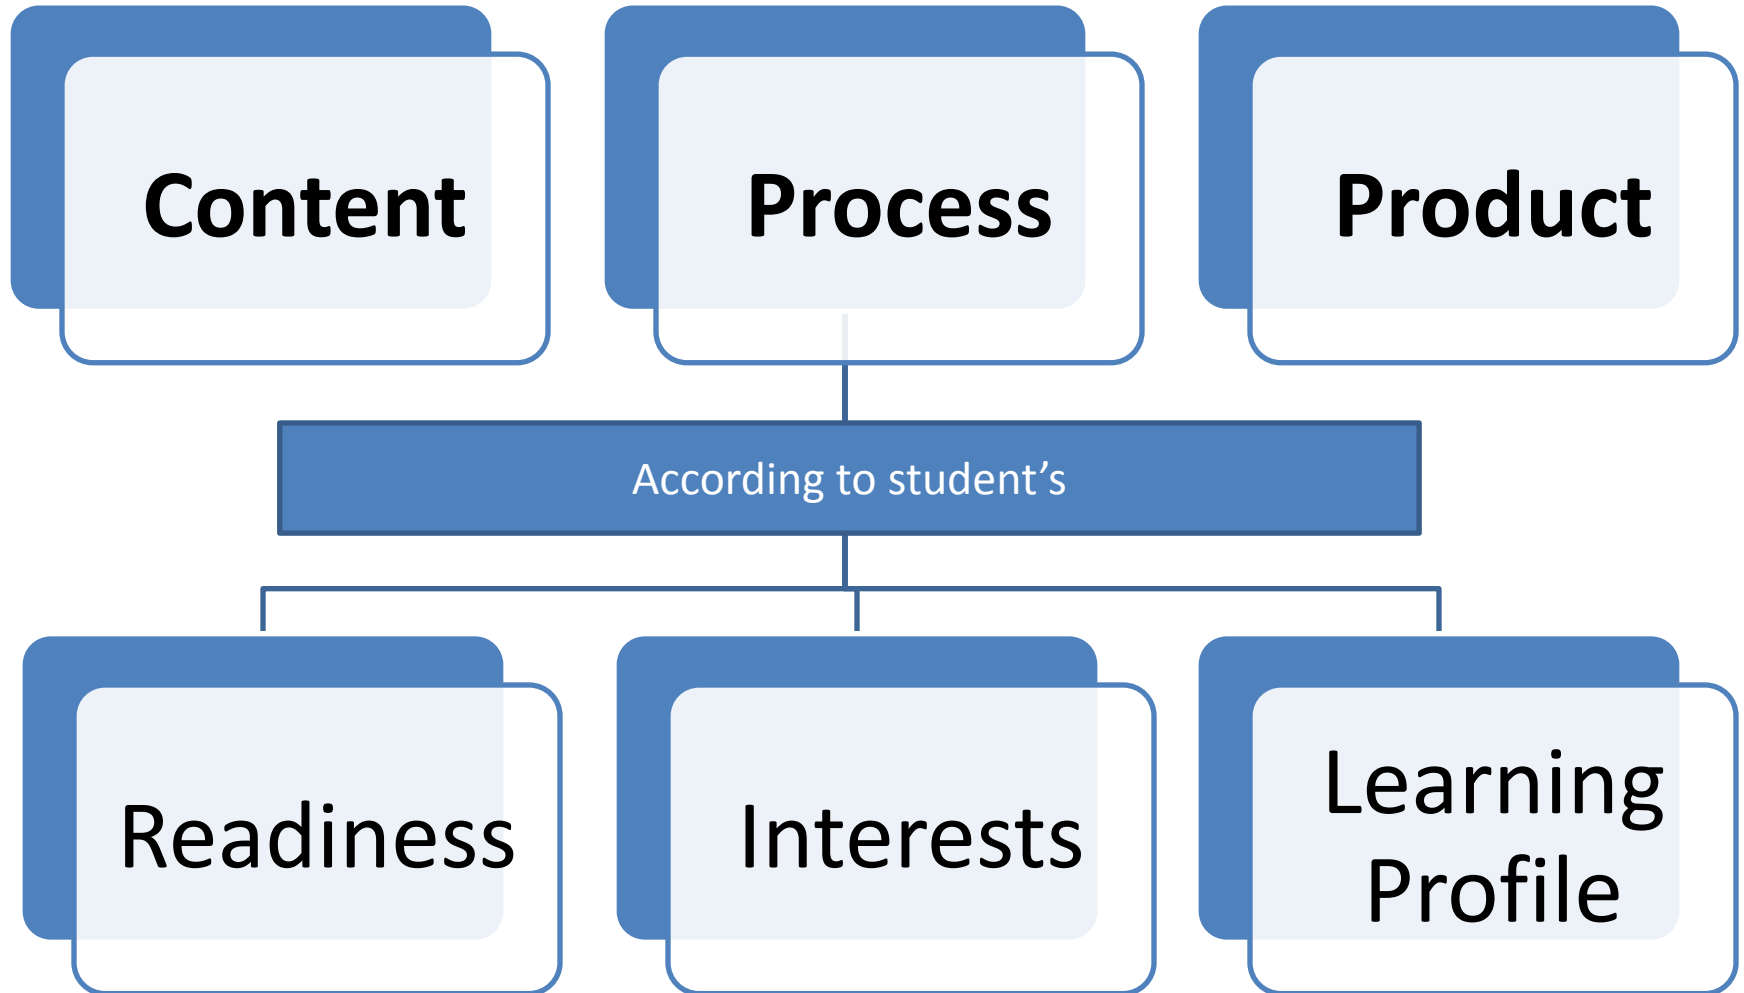 Content
Process
Product
According to student’s
Readiness
Interests
Learning
Profile